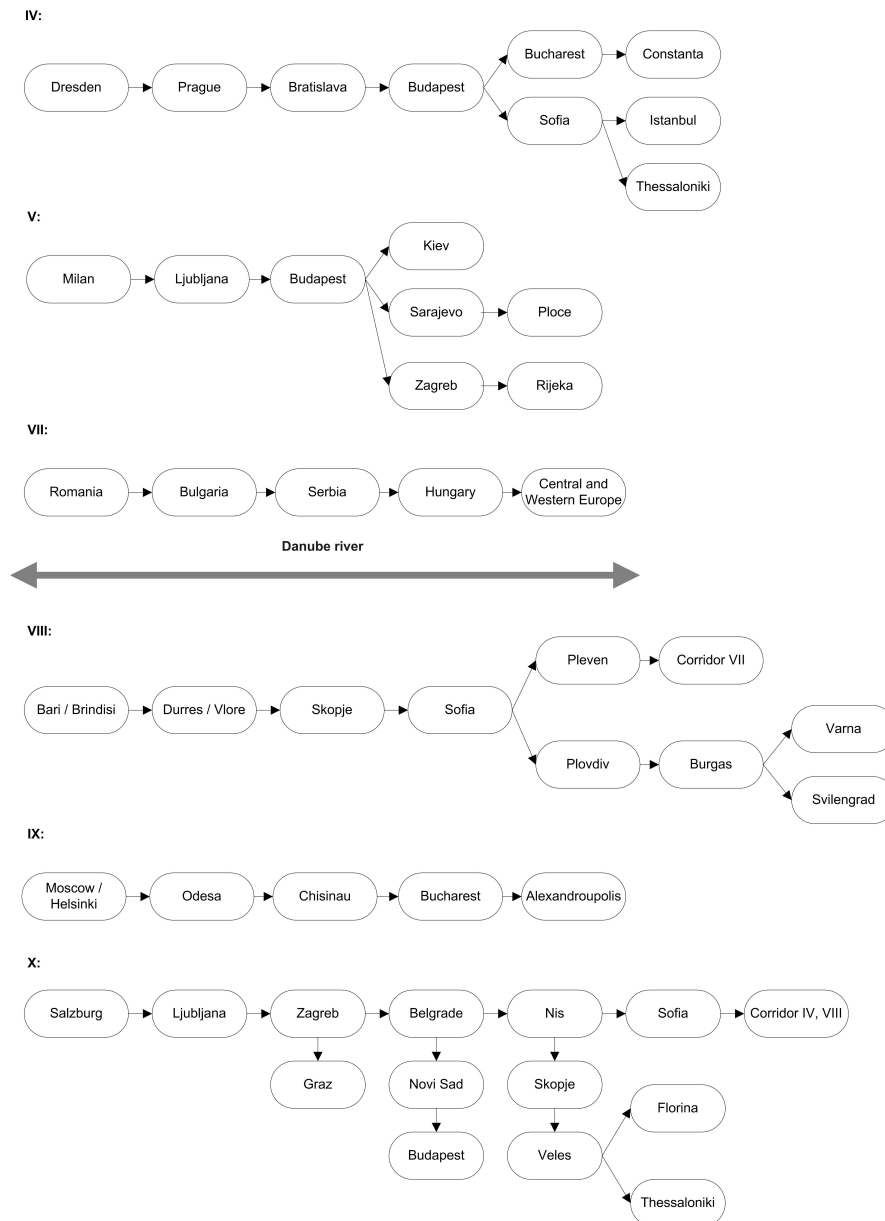 IV:
Dresden
Prague
Bratislava
Budapest
Bucharest
Constanta
Sofia
Istanbul
Thessaloniki
V:
Milan
Ljubljana
Budapest
Kiev
Sarajevo
Ploce
Zagreb
Rijeka
VII:
Romania
Bulgaria
Serbia
Hungary
Central and
Western Europe
Danube river
VIII:
Bari / Brindisi
Durres / Vlore
Skopje
Sofia
Pleven
Corridor VII
Plovdiv
Burgas
Varna
Svilengrad
IX:
Moscow /
Helsinki
Odesa
Chisinau
Bucharest
Alexandroupolis
X:
Salzburg
Ljubljana
Zagreb
Belgrade
Nis
Sofia
Corridor IV, VIII
Graz
Novi Sad
Skopje
Florina
Budapest
Veles
Thessaloniki